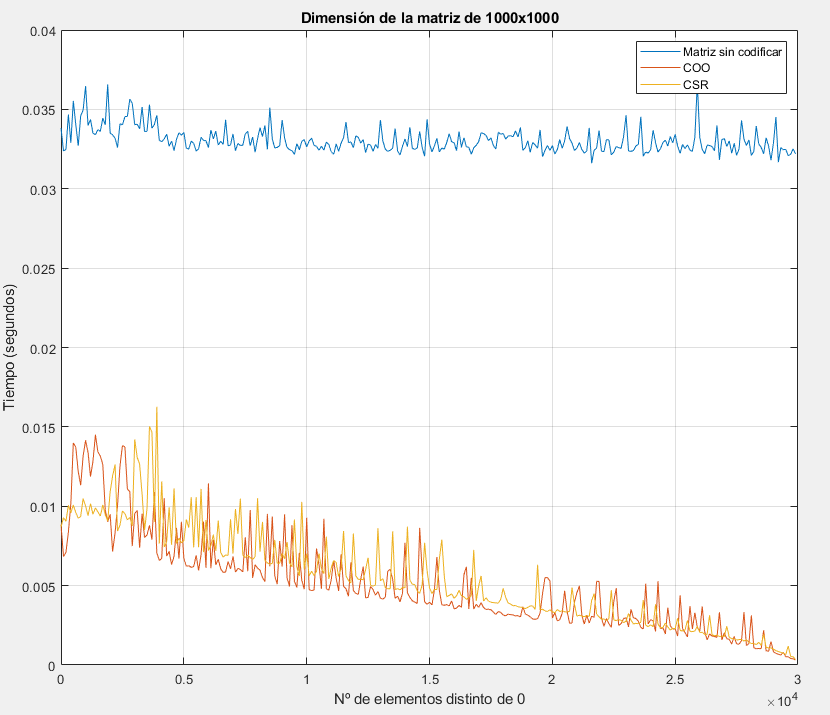 Dimensión de la matriz de 1000x1000
0.04
Matriz sin codificar
COO
CSR
0.035
0.03
0.025
0.02
0.015
0.01
0.005
0
Tiempo (segundos)
0 0.5 1 1.5 2 2.5 3
Nº de elementos distinto de 0
×10^4